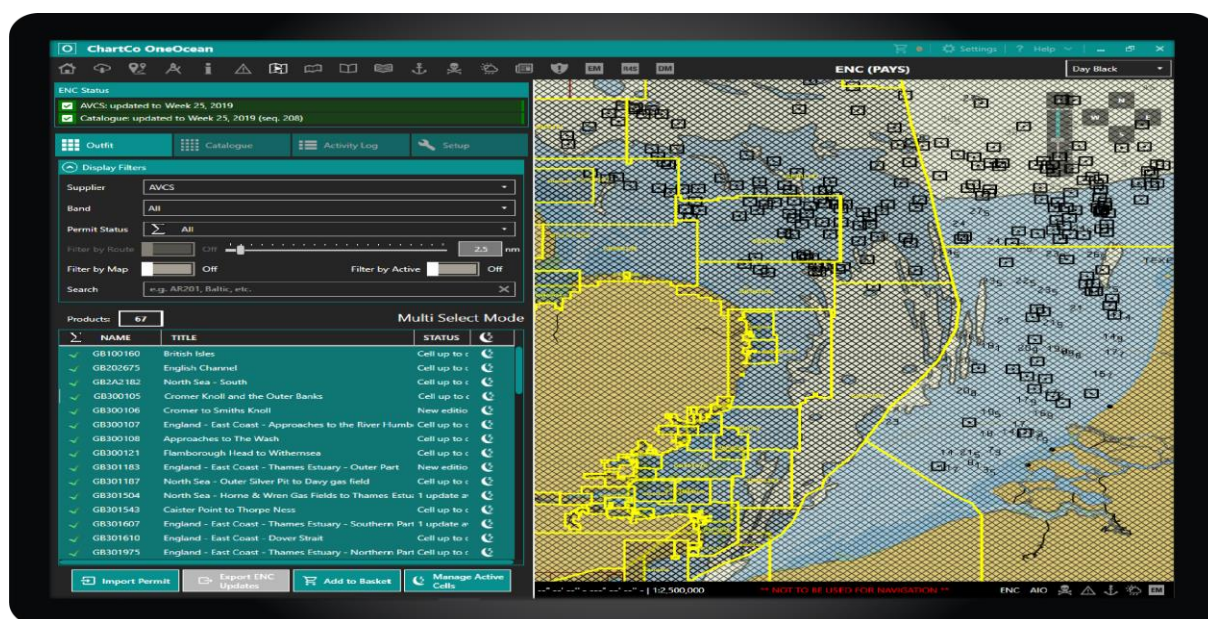 ChartCo OneOcean
0 Settings ? Help
EM R4S DM ENC (PAYS) Day Black
ENC Status
AVCS: updated to Week 25, 2019
Catalogue: updated to Week 25, 2019 (seq. 208)
Outfit Catalogue Activity Log Setup
Display Filters
Supplier AVCS
Band All
Permit Status Σ All
Filter by Route Off 2.5 nm
Filter by Map Off Filter by Active Off
Search e.g. AR201, Baltic, etc.
Products: 67 Multi Select Mode
Σ NAME TITLE STATUS
GB100160 British Isles Cell up to c
GB202675 English Channel Cell up to c
GB2A2182 North Sea - South Cell up to c
GB300105 Cromer Knoll and the Outer Banks Cell up to c
GB300106 Cromer to Smiths Knoll New editio
GB300107 England - East Coast - Approaches to the River Humb Cell up to c
GB300108 Approaches to The Wash Cell up to c
GB300121 Flamborough Head to Withernsea Cell up to c
GB301183 England - East Coast - Thames Estuary - Outer Part New editio
GB301187 North Sea - Outer Silver Pit to Davy gas field Cell up to c
GB301504 North Sea - Horne & Wren Gas Fields to Thames Estu 1 update a
GB301543 Caister Point to Thorpe Ness Cell up to c
GB301607 England - East Coast - Thames Estuary - Southern Part 1 update a
GB301610 England - East Coast - Dover Strait Cell up to c
GB301975 England - East Coast - Thames Estuary - Northern Part Cell up to c
Import Permit Export ENC Updates Add to Basket Manage Active Cells
N
W E
S
1:2,500,000 ** NOT TO BE USED FOR NAVIGATION ** ENC AIO EM